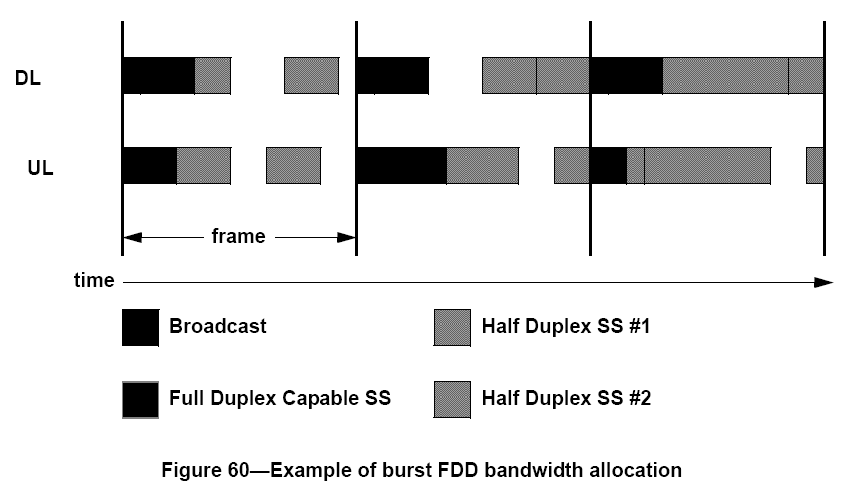 DL
UL
frame
time
Broadcast
Half Duplex SS #1
Full Duplex Capable SS
Half Duplex SS #2
Figure 60—Example of burst FDD bandwidth allocation